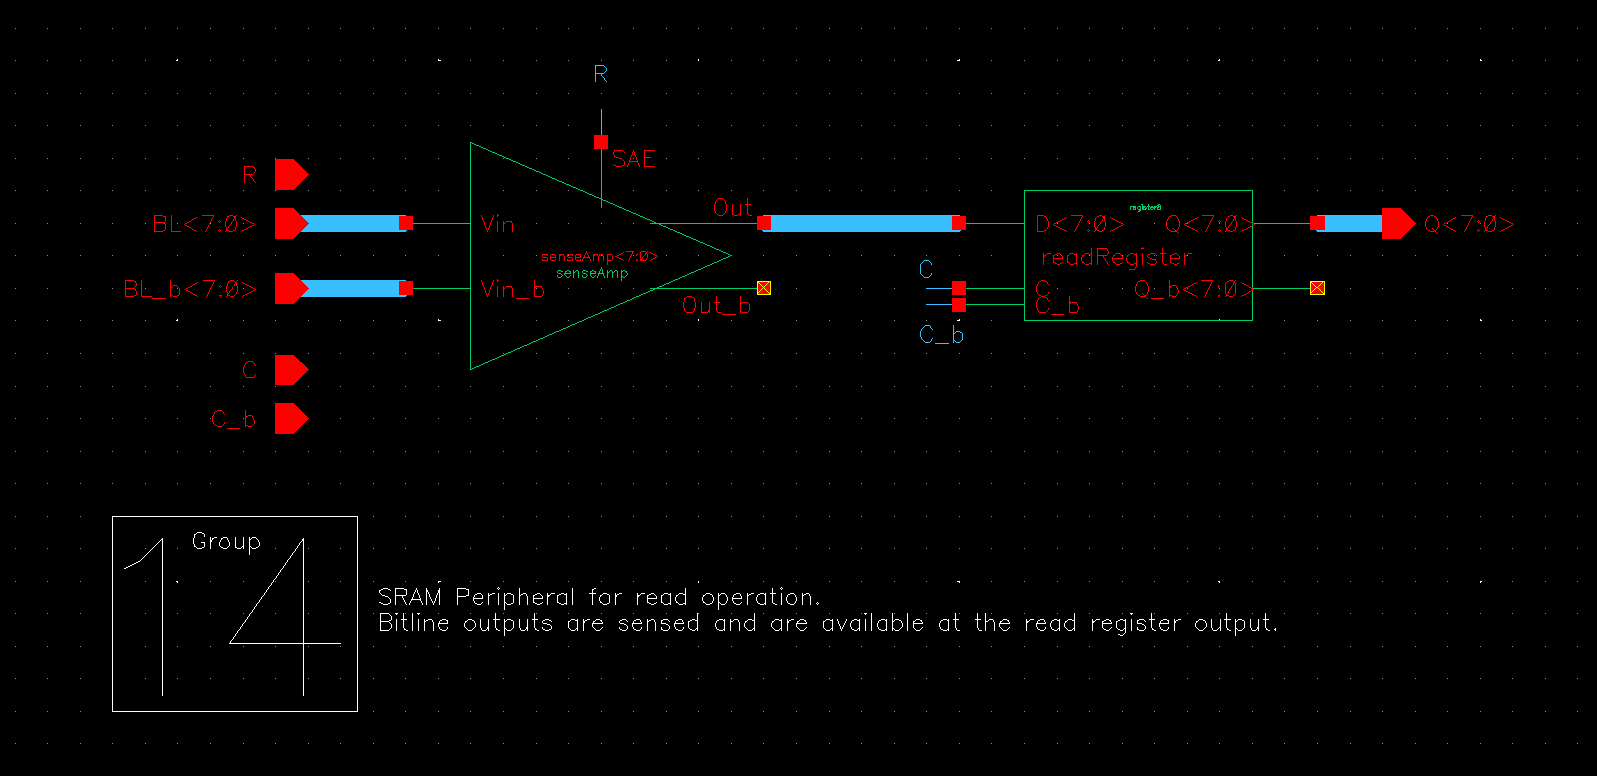 R
SAE
R
BL<7:0>
Vin
Out
register8
D<7:0>
Q<7:0>
Q<7:0>
senseAmp<7:0>
senseAmp
readRegister
BL_b<7:0>
Vin_b
Out_b
C
C
Q_b<7:0>
C_b
C_b
C
C_b
Group
14
SRAM Peripheral for read operation.
Bitline outputs are sensed and are available at the read register output.